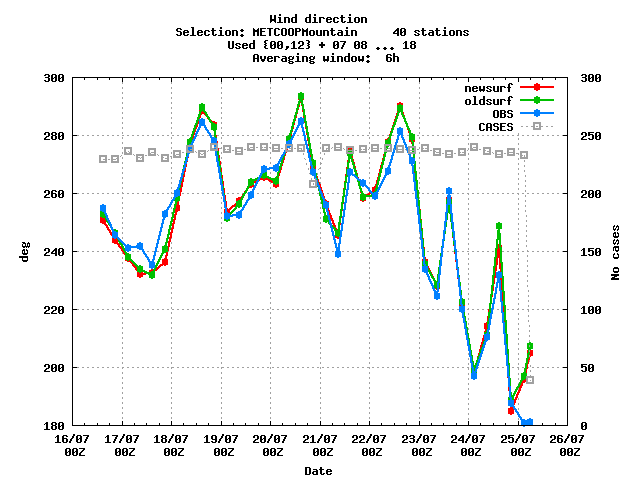 Wind direction
Selection: METCOOPMountain 40 stations
Used {00,12} + 07 08 ... 18
Averaging window: 6h
300 300
newsurf
oldsurf
280 OBS 250
CASES
260 200
deg
240 150
No cases
220 100
200 50
180 0
16/07 17/07 18/07 19/07 20/07 21/07 22/07 23/07 24/07 25/07 26/07
00Z 00Z 00Z 00Z 00Z 00Z 00Z 00Z 00Z 00Z 00Z
Date